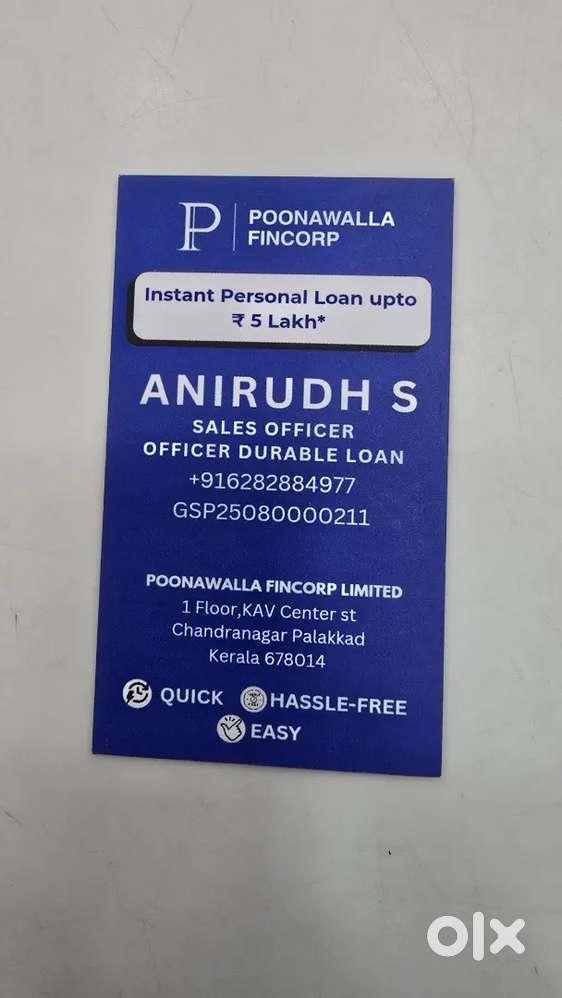 POONAWALLA
FINCORP
Instant Personal Loan upto
₹ 5 Lakh*
ANIRUDH S
SALES OFFICER
OFFICER DURABLE LOAN
+916282884977
GSP25080000211
POONAWALLA FINCORP LIMITED
1 Floor,KAV Center st
Chandranagar Palakkad
Kerala 678014
QUICK HASSLE-FREE
EASY
olx